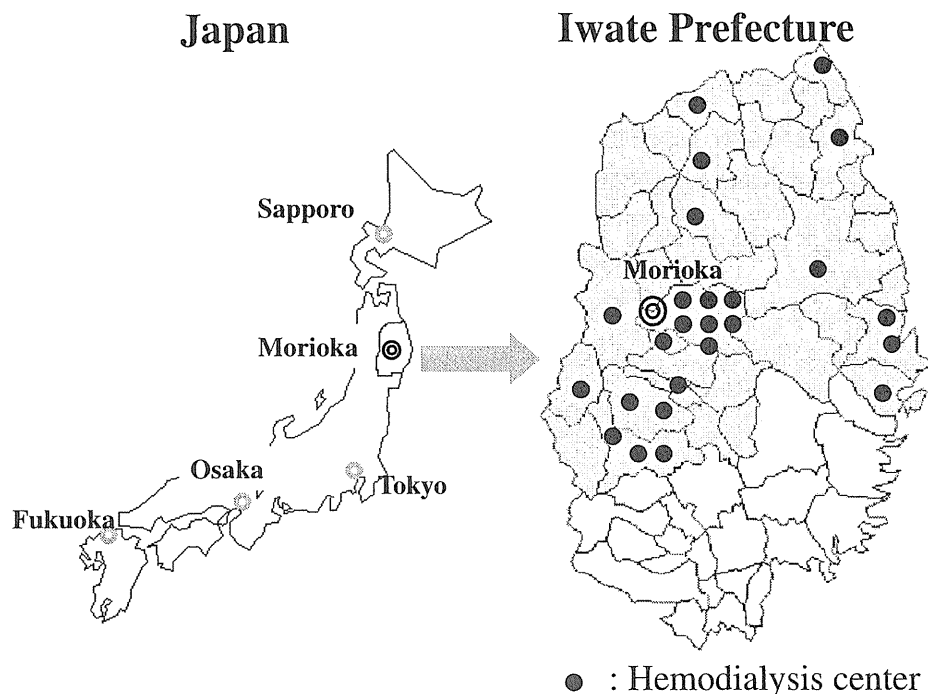 Japan
Iwate Prefecture
Sapporo
Morioka
Morioka
Osaka
Tokyo
Fukuoka
: Hemodialysis center